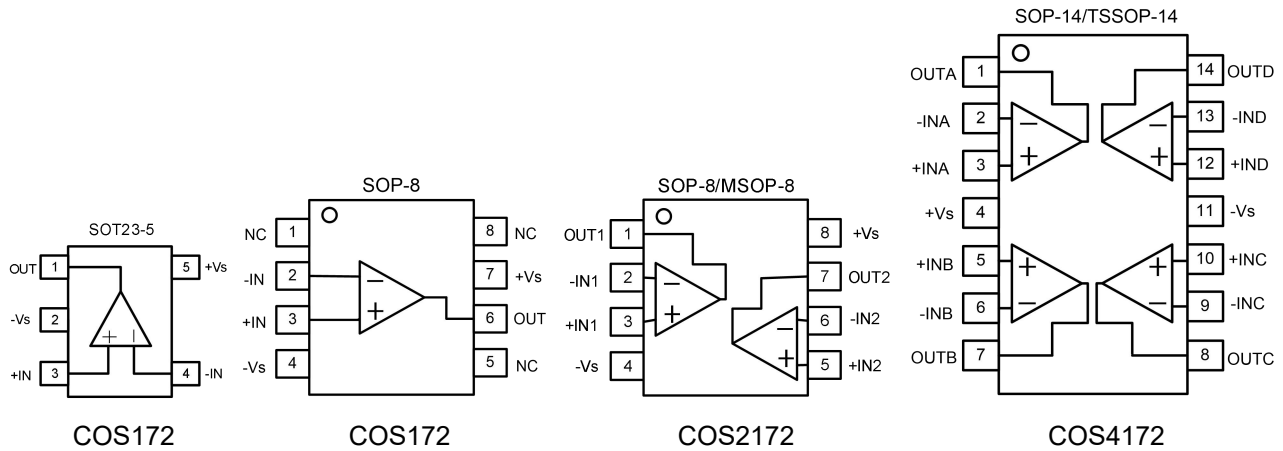 SOT23-5
OUT 1 5 +Vs
-Vs 2
+IN 3 4 -IN
COS172
SOP-8
NC 1 8 NC
-IN 2 7 +Vs
+IN 3 6 OUT
-Vs 4 5 NC
COS172
SOP-8/MSOP-8
OUT1 1 8 +Vs
-IN1 2 7 OUT2
+IN1 3 6 -IN2
-Vs 4 5 +IN2
COS2172
SOP-14/TSSOP-14
OUTA 1 14 OUTD
-INA 2 13 -IND
+INA 3 12 +IND
+Vs 4 11 -Vs
+INB 5 10 +INC
-INB 6 9 -INC
OUTB 7 8 OUTC
COS4172